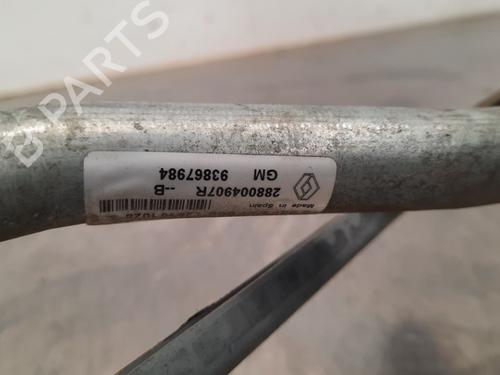 Made in Spain
288004907R --B
GM 93867984
B-PARTS